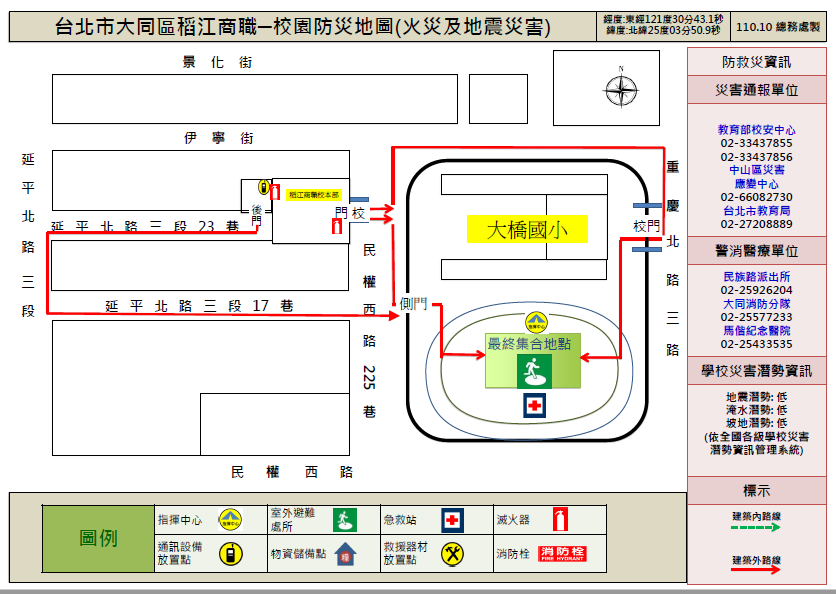 台北市大同區稻江商職─校園防災地圖(火災及地震災害)
經度:東經121度30分43.1秒
緯度:北緯25度03分50.9秒
110.10 總務處製
景 化 街
伊 寧 街
延平北路三段
稻江商職校本部
後門
門 校
延 平 北 路 三 段 23 巷
延 平 北 路 三 段 17 巷
民權西路225巷
民 權 西 路
重慶北路三路
大橋國小
校門
側門
指揮中心
最終集合地點
N
防救災資訊
災害通報單位
教育部校安中心
02-33437855
02-33437856
中山區災害
應變中心
02-66082730
台北市教育局
02-27208889
警消醫療單位
民族路派出所
02-25926204
大同消防分隊
02-25577233
馬偕紀念醫院
02-25433535
學校災害潛勢資訊
地震潛勢: 低
淹水潛勢: 低
坡地潛勢: 低
(依全國各級學校災害
潛勢資訊管理系統)
標示
建築內路線
建築外路線
圖例
指揮中心
指揮中心
室外避難
處所
急救站
滅火器
通訊設備
放置點
物資儲備點
糧
救援器材
放置點
消防栓
消防栓
FIRE HYDRANT